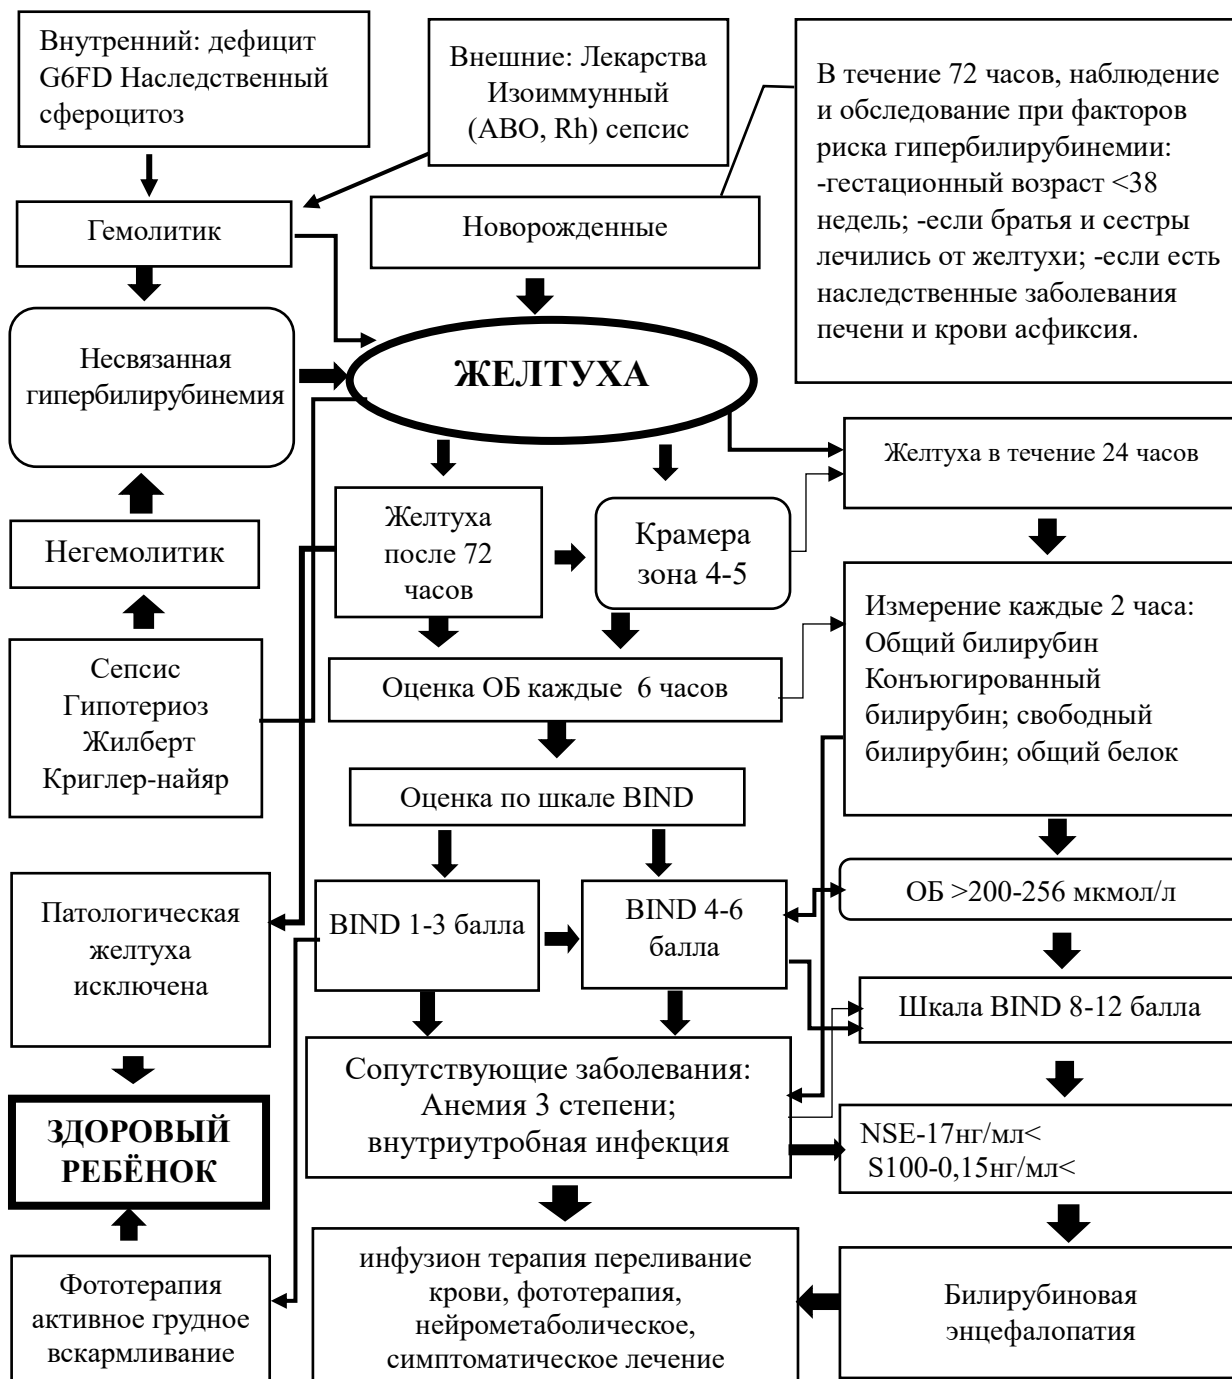 Внутренний: дефицит
G6FD Наследственный
сфероцитоз
Внешние: Лекарства
Изоиммунный
(АВО, Rh) сепсис
В течение 72 часов, наблюдение
и обследование при факторов
риска гипербилирубинемии:
-гестационный возраст <38
недель; -если братья и сестры
лечились от желтухи; -если есть
наследственные заболевания
печени и крови асфиксия.
Гемолитик
Новорожденные
Несвязанная
гипербилирубинемия
ЖЕЛТУХА
Желтуха в течение 24 часов
Негемолитик
Желтуха
после 72
часов
Крамера
зона 4-5
Измерение каждые 2 часа:
Общий билирубин
Конъюгированный
билирубин; свободный
билирубин; общий белок
Сепсис
Гипотериоз
Жилберт
Криглер-найяр
Оценка ОБ каждые 6 часов
Оценка по шкале BIND
Патологическая
желтуха
исключена
BIND 1-3 балла
BIND 4-6
балла
ОБ >200-256 мкмол/л
Шкала BIND 8-12 балла
Сопутствующие заболевания:
Анемия 3 степени;
внутриутробная инфекция
ЗДОРОВЫЙ
РЕБЁНОК
NSE-17нг/мл<
S100-0,15нг/мл<
Фототерапия
активное грудное
вскармливание
инфузион терапия переливание
крови, фототерапия,
нейрометаболическое,
симптоматическое лечение
Билирубиновая
энцефалопатия